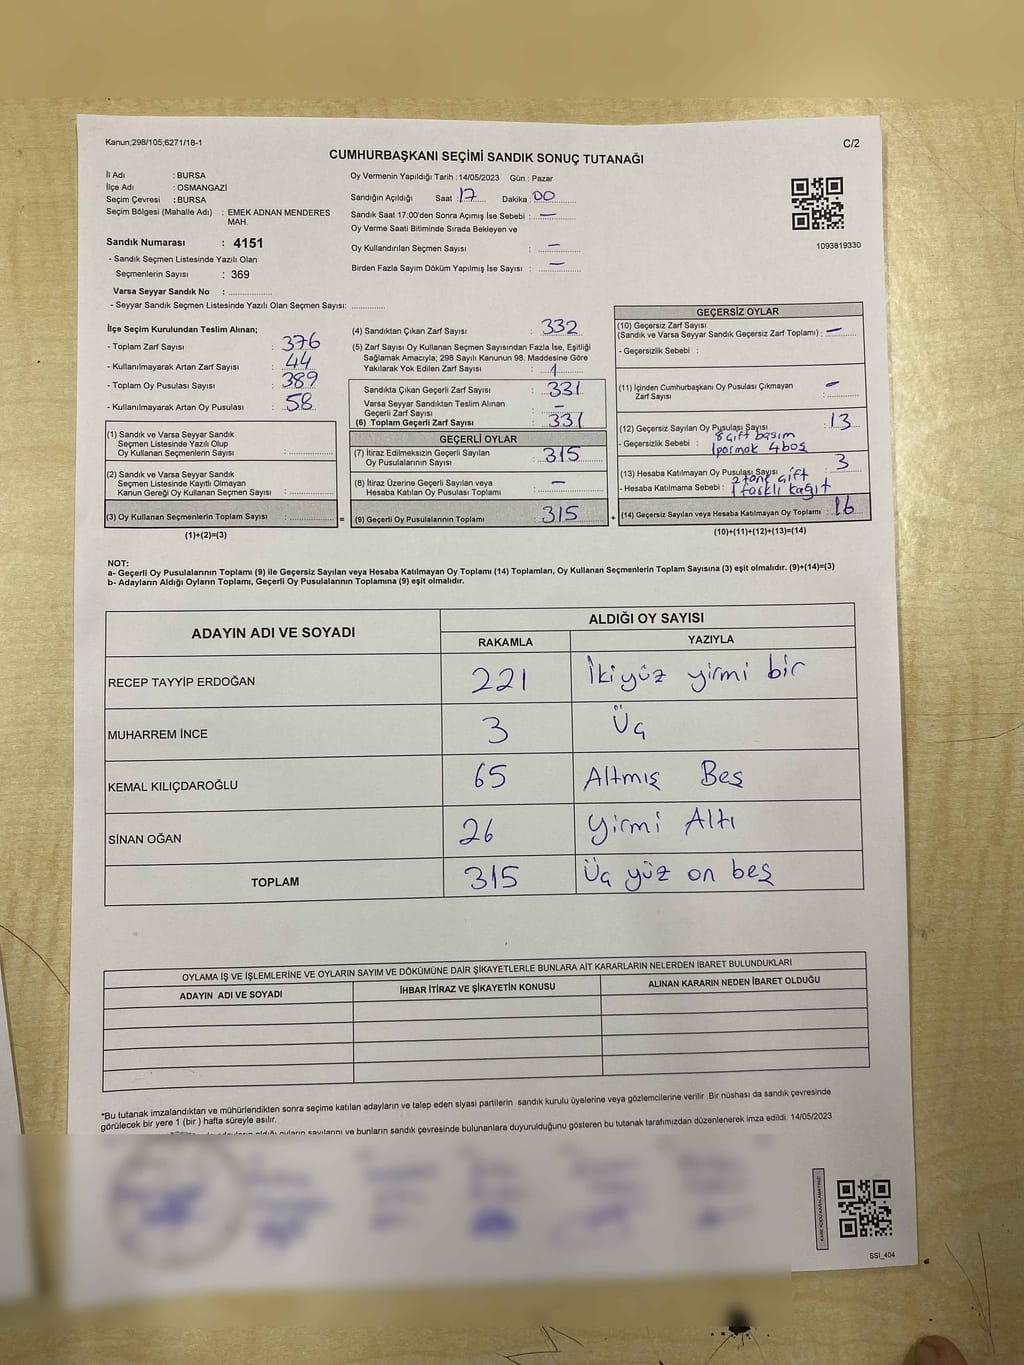 Kanun;298/105;6271/18-1
C/2
CUMHURBAŞKANI SEÇİMİ SANDIK SONUÇ TUTANAĞI
İl Adı : BURSA
İlçe Adı : OSMANGAZİ
Seçim Çevresi : BURSA
Seçim Bölgesi (Mahalle Adı) : EMEK ADNAN MENDERES
MAH.
Sandık Numarası : 4151
- Sandık Seçmen Listesinde Yazılı Olan
Seçmenlerin Sayısı : 369
Varsa Seyyar Sandık No : ..............
- Seyyar Sandık Seçmen Listesinde Yazılı Olan Seçmen Sayısı: ..............
Oy Vermenin Yapıldığı Tarih :14/05/2023 Gün : Pazar
Sandığın Açıldığı Saat : 17 Dakika : 00
Sandık Saat 17:00'den Sonra Açımış İse Sebebi : —
Oy Verme Saati Bitiminde Sırada Bekleyen ve
Oy Kullandırılan Seçmen Sayısı : —
Birden Fazla Sayım Döküm Yapılmış İse Sayısı : —
1093819330
İlçe Seçim Kurulundan Teslim Alınan;
- Toplam Zarf Sayısı : 376
- Kullanılmayarak Artan Zarf Sayısı : 44
- Toplam Oy Pusulası Sayısı : 389
- Kullanılmayarak Artan Oy Pusulası : 58
(1) Sandık ve Varsa Seyyar Sandık
Seçmen Listesinde Yazılı Olup
Oy Kullanan Seçmenlerin Sayısı :
(2) Sandık ve Varsa Seyyar Sandık
Seçmen Listesinde Kayıtlı Olmayan
Kanun Gereği Oy Kullanan Seçmen Sayısı :
(3) Oy Kullanan Seçmenlerin Toplam Sayısı :
(1)+(2)=(3)
=
(4) Sandıktan Çıkan Zarf Sayısı : 332
(5) Zarf Sayısı Oy Kullanan Seçmen Sayısından Fazla İse, Eşitliği
Sağlamak Amacıyla; 298 Sayılı Kanunun 98. Maddesine Göre
Yakılarak Yok Edilen Zarf Sayısı : 1
Sandıkta Çıkan Geçerli Zarf Sayısı : 331
Varsa Seyyar Sandıktan Teslim Alınan
Geçerli Zarf Sayısı : —
(6) Toplam Geçerli Zarf Sayısı : 331
GEÇERLİ OYLAR
(7) İtiraz Edilmeksizin Geçerli Sayılan
Oy Pusulalarının Sayısı : 315
(8) İtiraz Üzerine Geçerli Sayılan veya
Hesaba Katılan Oy Pusulası Toplamı : —
(9) Geçerli Oy Pusulalarının Toplamı : 315
+
GEÇERSİZ OYLAR
(10) Geçersiz Zarf Sayısı
(Sandık ve Varsa Seyyar Sandık Geçersiz Zarf Toplamı) : —
- Geçersizlik Sebebi :
(11) İçinden Cumhurbaşkanı Oy Pusulası Çıkmayan
Zarf Sayısı : —
(12) Geçersiz Sayılan Oy Pusulası Sayısı : 13
- Geçersizlik Sebebi : 8 çift basım
1 parmak 4 boş
(13) Hesaba Katılmayan Oy Pusulası Sayısı : 3
- Hesaba Katılmama Sebebi : 2 tane çift
1 farklı kağıt
(14) Geçersiz Sayılan veya Hesaba Katılmayan Oy Toplamı : 16
(10)+(11)+(12)+(13)=(14)
NOT:
a- Geçerli Oy Pusulalarının Toplamı (9) ile Geçersiz Sayılan veya Hesaba Katılmayan Oy Toplamı (14) Toplamları, Oy Kullanan Seçmenlerin Toplam Sayısına (3) eşit olmalıdır. (9)+(14)=(3)
b- Adayların Aldığı Oyların Toplamı, Geçerli Oy Pusulalarının Toplamına (9) eşit olmalıdır.
ADAYIN ADI VE SOYADI
ALDIĞI OY SAYISI
RAKAMLA YAZIYLA
RECEP TAYYİP ERDOĞAN 221 İki yüz yirmi bir
MUHARREM İNCE 3 Üç
KEMAL KILIÇDAROĞLU 65 Altmış Beş
SİNAN OĞAN 26 Yirmi Altı
TOPLAM 315 Üç yüz on beş
OYLAMA İŞ VE İŞLEMLERİNE VE OYLARIN SAYIM VE DÖKÜMÜNE DAİR ŞİKAYETLERLE BUNLARA AİT KARARLARIN NELERDEN İBARET BULUNDUKLARI
ADAYIN ADI VE SOYADI İHBAR İTİRAZ VE ŞİKAYETİN KONUSU ALINAN KARARIN NEDEN İBARET OLDUĞU
*Bu tutanak imzalandıktan ve mühürlendikten sonra seçime katılan adayların ve talep eden siyasi partilerin sandık kurulu üyelerine veya gözlemcilerine verilir .Bir nüshası da sandık çevresinde
görülecek bir yere 1 (bir ) hafta süreyle asılır.
aldığı oyların sayılarını ve bunların sandık çevresinde bulunanlara duyurulduğunu gösteren bu tutanak tarafımızdan düzenlenerek imza edildi. 14/05/2023
SSI_404